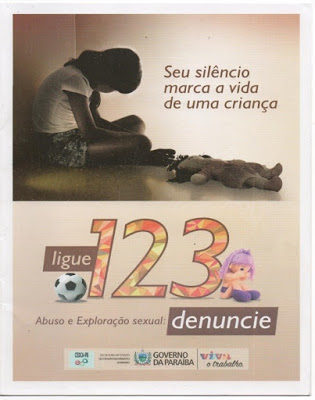 Seu silêncio
marca a vida
de uma criança
ligue 123
Abuso e Exploração sexual: denuncie
GOVERNO
DA PARAÍBA
VIVA
o trabalho